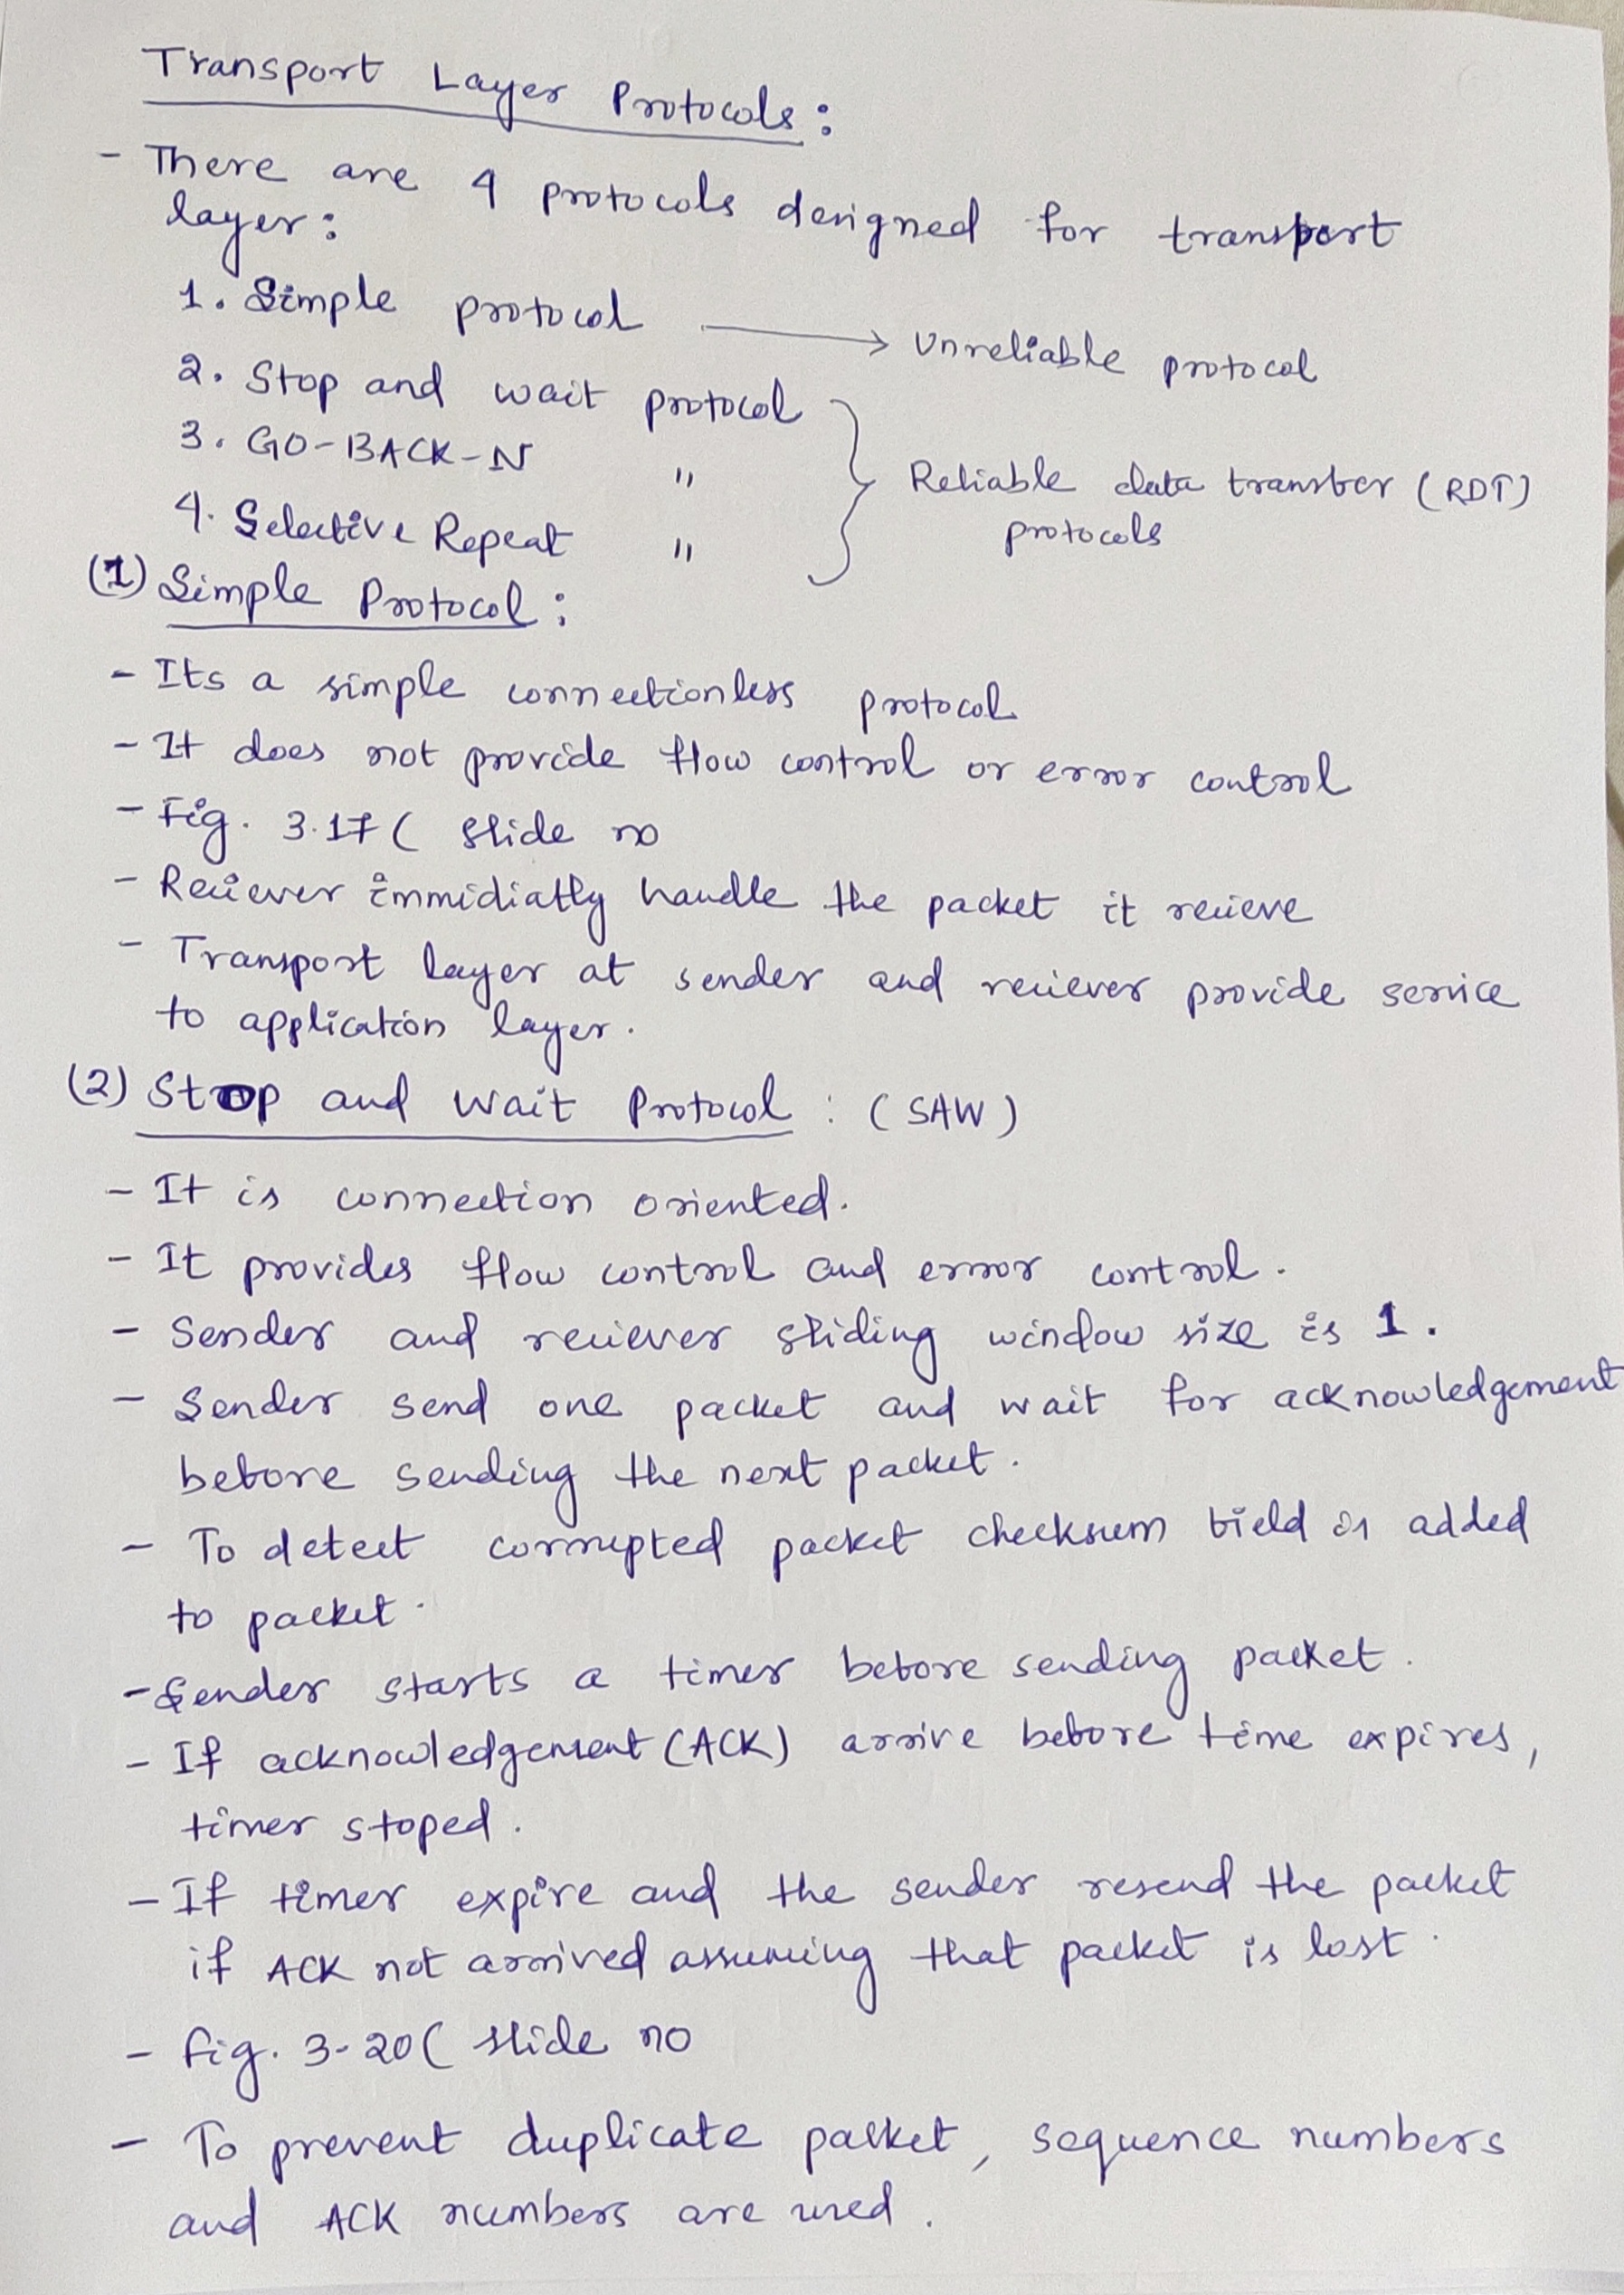 Transport Layer Protocols :
- There are 4 protocols designed for transport
layer :
1. Simple protocol → Unreliable protocol
2. Stop and wait protocol
3. GO-BACK-N "
4. Selective Repeat "
Reliable data transfer (RDT)
protocols
(1) Simple Protocol :
- Its a simple connectionless protocol
- It does not provide flow control or error control
- Fig. 3.17 ( slide no
- Reciever immidiatly handle the packet it recieve
- Transport layer at sender and reciever provide service
to application layer.
(2) Stop and Wait Protocol : (SAW)
- It is connection oriented.
- It provides flow control and error control.
- Sender and reciever sliding window size is 1.
- Sender send one packet and wait for acknowledgement
before sending the next packet.
- To detect corrupted packet checksum field is added
to packet.
- Sender starts a timer before sending packet.
- If acknowledgement (ACK) arrive before time expires,
timer stoped.
- If timer expire and the sender resend the packet
if ACK not arrived assuming that packet is lost.
- fig. 3-20 ( slide no
- To prevent duplicate packet, sequence numbers
and ACK numbers are used.